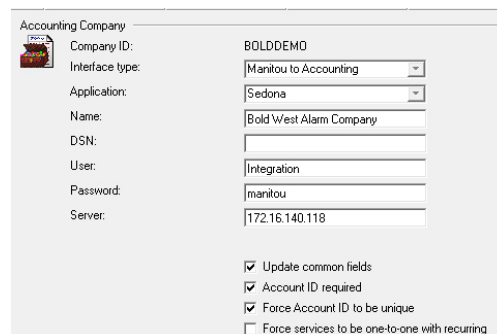 Accounting Company
Company ID: BOLDDEMO
Interface type: Manitou to Accounting
Application: Sedona
Name: Bold West Alarm Company
DSN:
User: Integration
Password: manitou
Server: 172.16.140.118
Update common fields
Account ID required
Force Account ID to be unique
Force services to be one-to-one with recurring